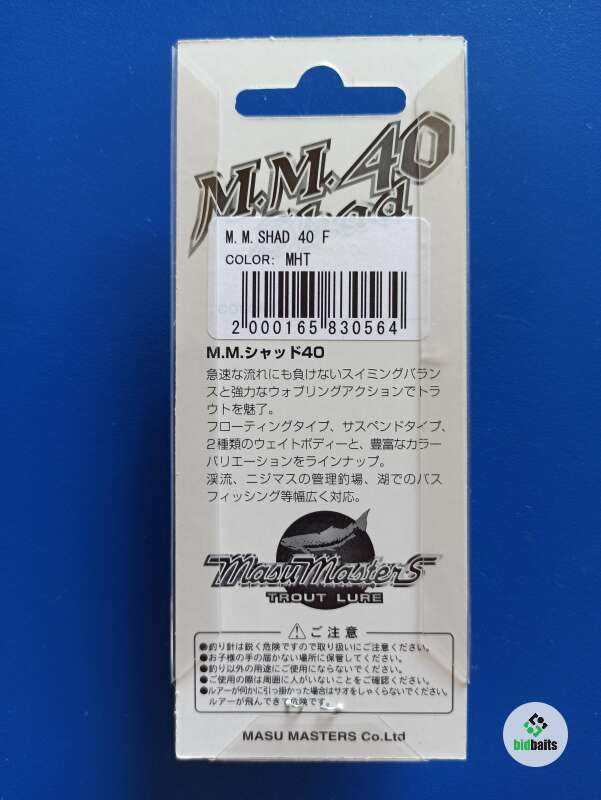 M.M.40
Shad
M.M.SHAD 40 F
COLOR: MHT
2 000165 830564
M.M.シャッド40
急速な流れにも負けないスイミングバラン
スと強力なウォブリングアクションでトラ
ウトを魅了。
フローティングタイプ、サスペンドタイプ、
2種類のウェイトボディーと、豊富なカラー
バリエーションをラインナップ。
渓流、ニジマスの管理釣場、湖でのバス
フィッシング等幅広く対応。
Masu Masters
TROUT LURE
⚠ご注意
●釣り針は鋭く危険ですので取り扱いにご注意ください。
●お子様の手の届かない場所に保管してください。
●釣り以外の用途にご使用にならないでください。
●ご使用の際は周囲に人がいないことをご確認ください。
●ルアーが何かに引っ掛かった場合はサオをしゃくらないでください。
ルアーが飛んできて危険です。
MASU MASTERS Co.Ltd
bidbaits